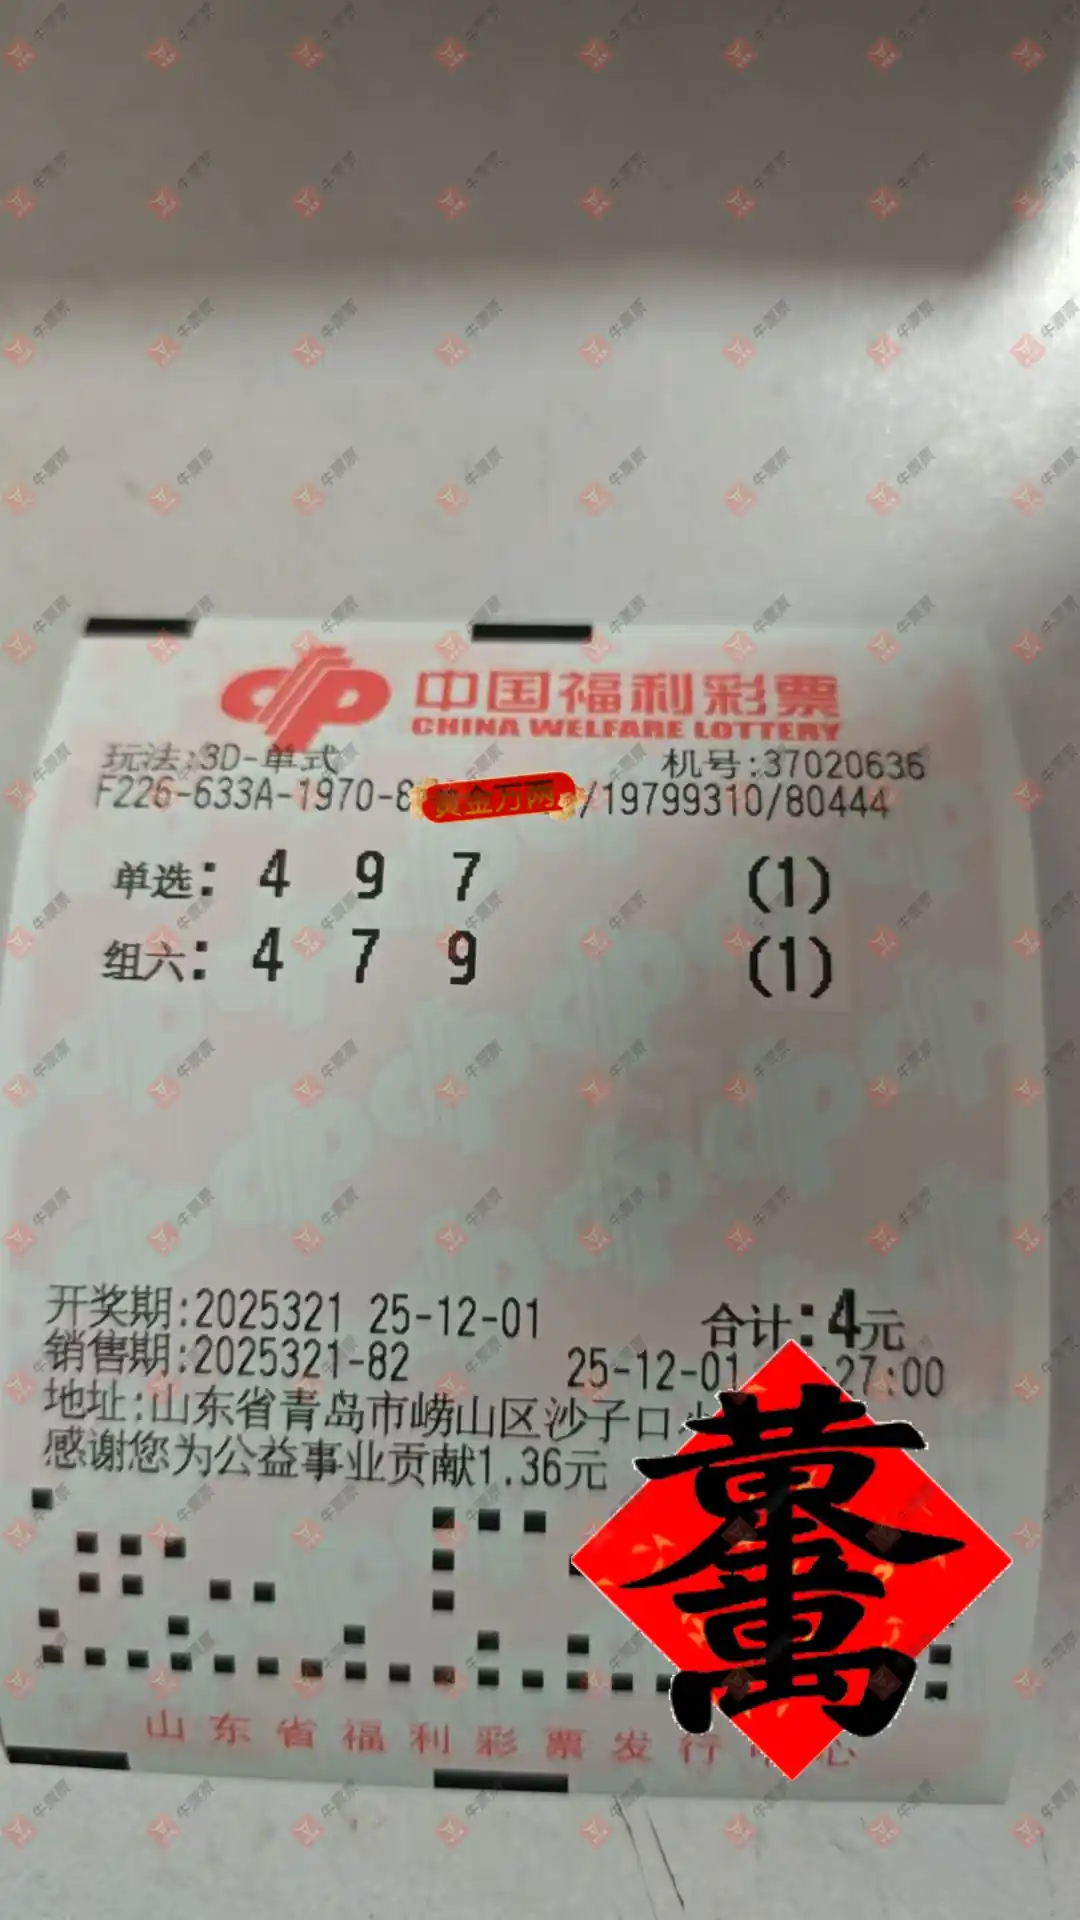 中国福利彩票
CHINA WELFARE LOTTERY
玩法:3D-单式 机号:37020636
F226-633A-1970-8 黄金万两 /19799310/80444
单选: 4 9 7 (1)
组六: 4 7 9 (1)
开奖期:2025321 25-12-01 合计:4元
销售期:2025321-82 25-12-01 27:00
地址:山东省青岛市崂山区沙子口
感谢您为公益事业贡献1.36元
山东省福利彩票发行中心
牛票票